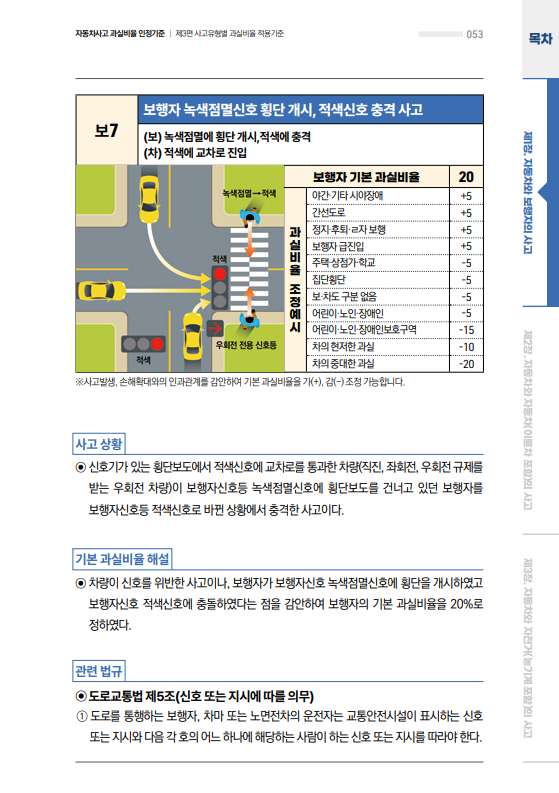 자동차사고 과실비율 인정기준 | 제3편 사고유형별 과실비율 적용기준
053
목차
보7
보행자 녹색점멸신호 횡단 개시, 적색신호 충격 사고
(보) 녹색점멸에 횡단 개시, 적색에 충격
(차) 적색에 교차로 진입
녹색점멸→적색
적색
적색
우회전 전용 신호등
과실비율 조정예시
보행자 기본 과실비율 20
야간·기타 시야장애 +5
간선도로 +5
정지·후퇴·ㄹ자 보행 +5
보행자 급진입 +5
주택·상점가·학교 -5
집단횡단 -5
보·차도 구분 없음 -5
어린이·노인·장애인 -5
어린이·노인·장애인보호구역 -15
차의 현저한 과실 -10
차의 중대한 과실 -20
※사고발생, 손해확대와의 인과관계를 감안하여 기본 과실비율을 가(+), 감(-) 조정 가능합니다.
사고 상황
◉ 신호기가 있는 횡단보도에서 적색신호에 교차로를 통과한 차량(직진, 좌회전, 우회전 규제를
받는 우회전 차량)이 보행자신호등 녹색점멸신호에 횡단보도를 건너고 있던 보행자를
보행자신호등 적색신호로 바뀐 상황에서 충격한 사고이다.
기본 과실비율 해설
◉ 차량이 신호를 위반한 사고이나, 보행자가 보행자신호 녹색점멸신호에 횡단을 개시하였고
보행자신호 적색신호에 충돌하였다는 점을 감안하여 보행자의 기본 과실비율을 20%로
정하였다.
관련 법규
◉ 도로교통법 제5조(신호 또는 지시에 따를 의무)
① 도로를 통행하는 보행자, 차마 또는 노면전차의 운전자는 교통안전시설이 표시하는 신호
또는 지시와 다음 각 호의 어느 하나에 해당하는 사람이 하는 신호 또는 지시를 따라야 한다.
제1장. 자동차와 보행자의 사고
제2장. 자동차와 자동차(이륜차 포함)의 사고
제3장. 자동차와 자전거(농기계 포함)의 사고